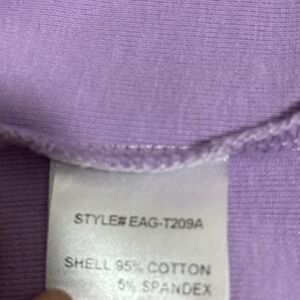 STYLE# EAG-T209A
SHELL 95% COTTON
5% SPANDEX